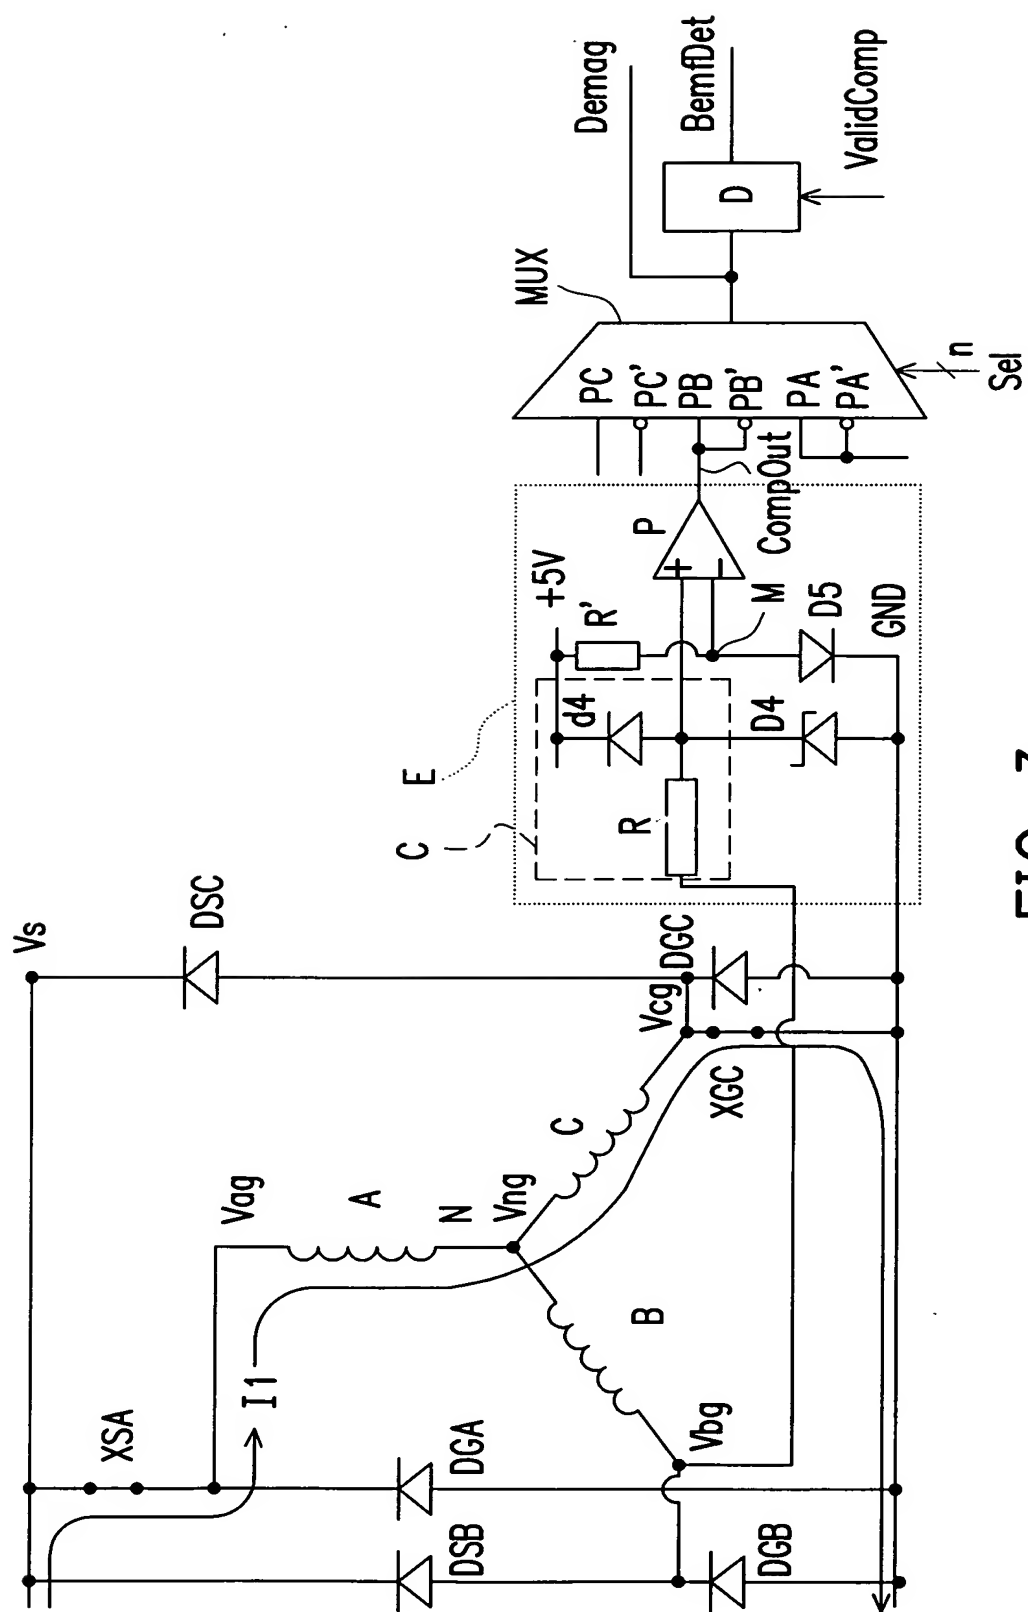 Vs
XSA
I1
DSB
DGA
DGB
Vag
A
N
Vng
B
Vbg
C
Vcg
XGC
DSC
DGC
E
C
R
d4
+5V
R'
D4
D5
M
GND
P
CompOut
PC
PC'
PB
PB'
PA
PA'
MUX
n
Sel
Demag
D
BemfDet
ValidComp